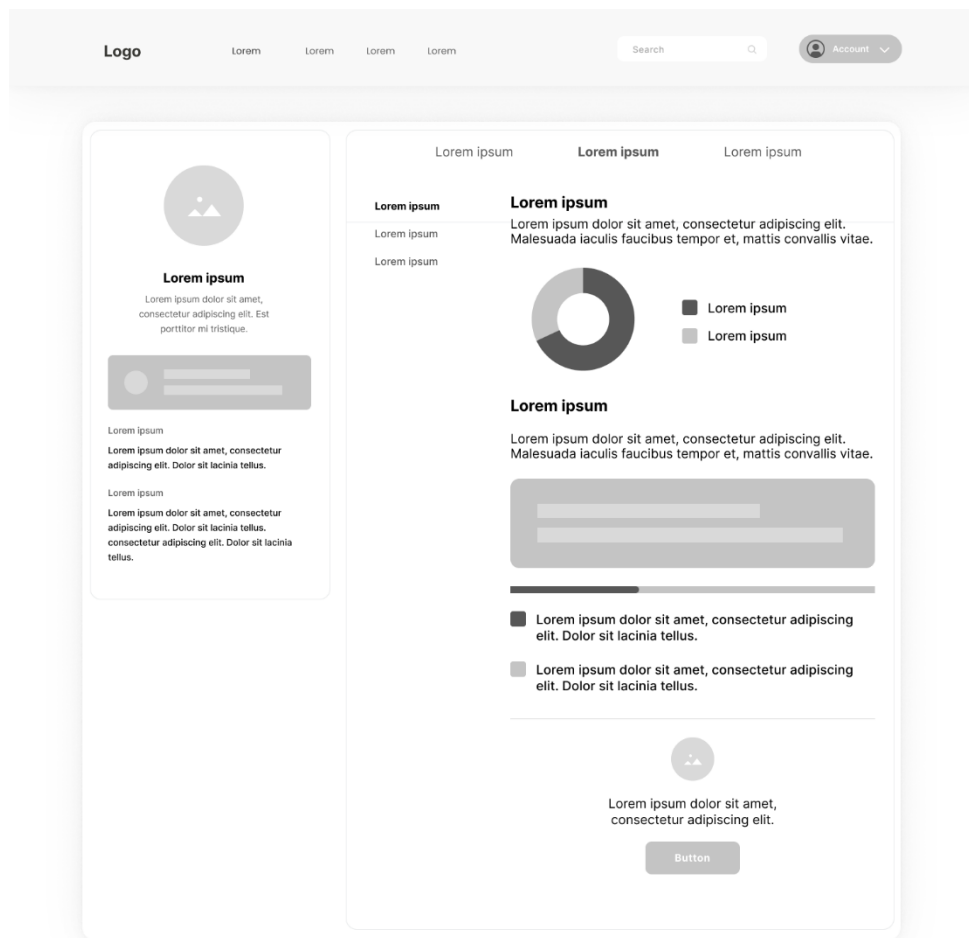 Logo
Lorem
Lorem
Lorem
Lorem
Search
Account
Lorem ipsum
Lorem ipsum dolor sit amet,
consectetur adipiscing elit. Est
porttitor mi tristique.
Lorem ipsum
Lorem ipsum dolor sit amet, consectetur
adipiscing elit. Dolor sit lacinia tellus.
Lorem ipsum
Lorem ipsum dolor sit amet, consectetur
adipiscing elit. Dolor sit lacinia tellus.
consectetur adipiscing elit. Dolor sit lacinia
tellus.
Lorem ipsum
Lorem ipsum
Lorem ipsum
Lorem ipsum
Lorem ipsum
Lorem ipsum
Lorem ipsum
Lorem ipsum dolor sit amet, consectetur adipiscing elit.
Malesuada iaculis faucibus tempor et, mattis convallis vitae.
Lorem ipsum
Lorem ipsum
Lorem ipsum
Lorem ipsum dolor sit amet, consectetur adipiscing elit.
Malesuada iaculis faucibus tempor et, mattis convallis vitae.
Lorem ipsum dolor sit amet, consectetur adipiscing
elit. Dolor sit lacinia tellus.
Lorem ipsum dolor sit amet, consectetur adipiscing
elit. Dolor sit lacinia tellus.
Lorem ipsum dolor sit amet,
consectetur adipiscing elit.
Button